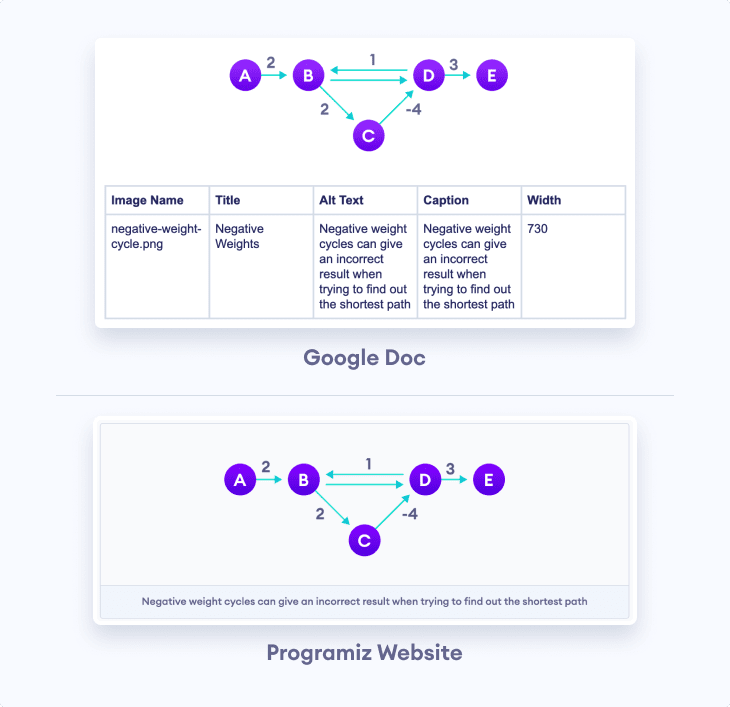 2 1 3
A B D E
2 -4
C
Image Name Title Alt Text Caption Width
negative-weight- Negative Negative weight Negative weight 730
cycle.png Weights cycles can give cycles can give
an incorrect an incorrect
result when result when
trying to find out trying to find out
the shortest path the shortest path
Google Doc
2 1 3
A B D E
2 -4
C
Negative weight cycles can give an incorrect result when trying to find out the shortest path
Programiz Website